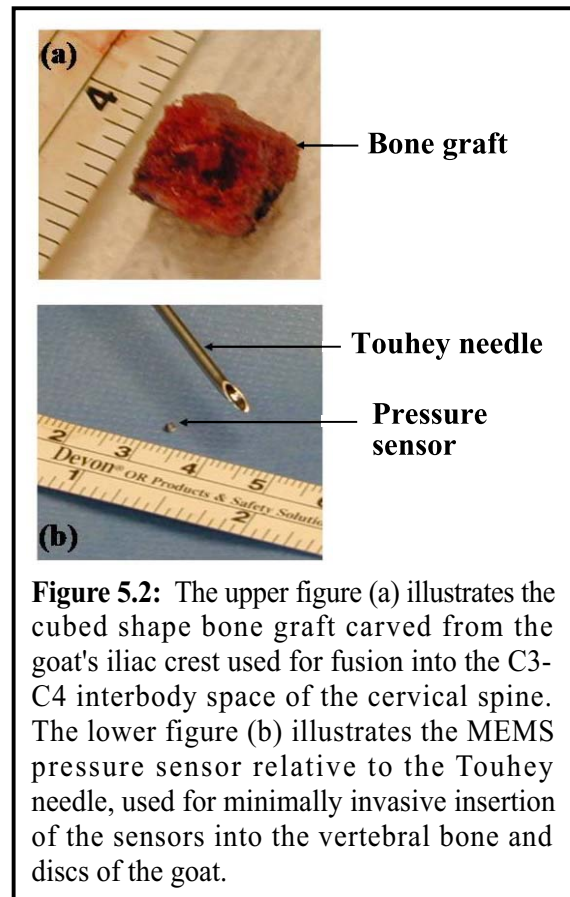 (a)
4
Bone graft
Touhey needle
Pressure
sensor
2 3 4 5
Devon® OR Products & Safety
1 2
(b)
Figure 5.2: The upper figure (a) illustrates the
cubed shape bone graft carved from the
goat's iliac crest used for fusion into the C3-
C4 interbody space of the cervical spine.
The lower figure (b) illustrates the MEMS
pressure sensor relative to the Touhey
needle, used for minimally invasive insertion
of the sensors into the vertebral bone and
discs of the goat.